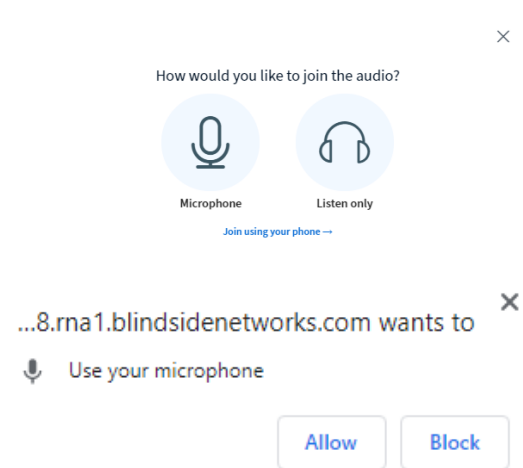 How would you like to join the audio?
Microphone Listen only
Join using your phone →
...8.rna1.blindsidenetworks.com wants to
Use your microphone
Allow Block